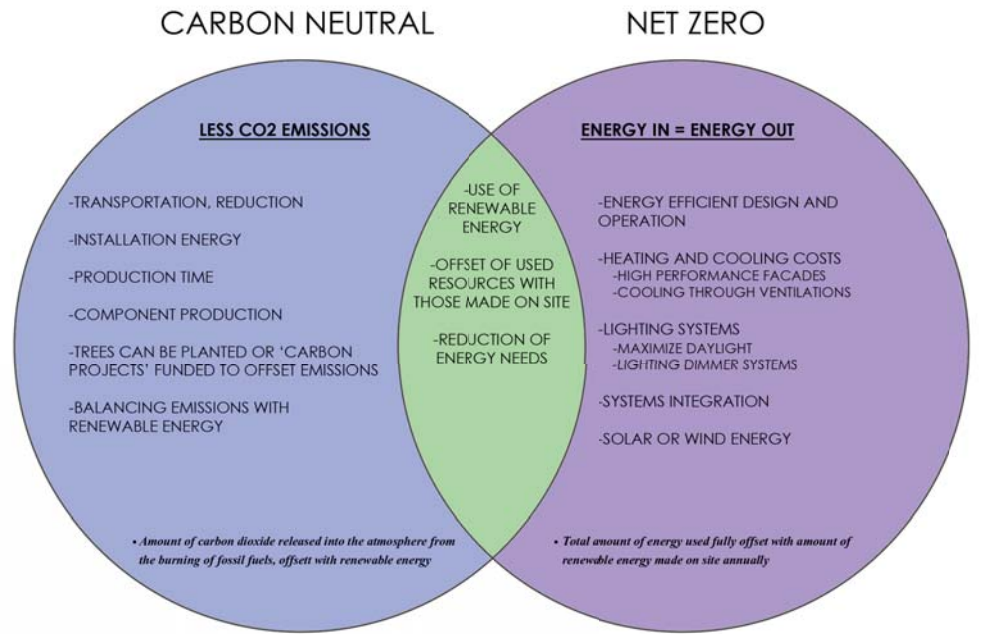 CARBON NEUTRAL
NET ZERO
LESS CO2 EMISSIONS
-TRANSPORTATION, REDUCTION
-INSTALLATION ENERGY
-PRODUCTION TIME
-COMPONENT PRODUCTION
-TREES CAN BE PLANTED OR ‘CARBON
PROJECTS’ FUNDED TO OFFSET EMISSIONS
-BALANCING EMISSIONS WITH
RENEWABLE ENERGY
• Amount of carbon dioxide released into the atmosphere from
the burning of fossil fuels, offsett with renewable energy
-USE OF
RENEWABLE
ENERGY
-OFFSET OF USED
RESOURCES WITH
THOSE MADE ON SITE
-REDUCTION OF
ENERGY NEEDS
ENERGY IN = ENERGY OUT
-ENERGY EFFICIENT DESIGN AND
OPERATION
-HEATING AND COOLING COSTS
-HIGH PERFORMANCE FACADES
-COOLING THROUGH VENTILATIONS
-LIGHTING SYSTEMS
-MAXIMIZE DAYLIGHT
-LIGHTING DIMMER SYSTEMS
-SYSTEMS INTEGRATION
-SOLAR OR WIND ENERGY
• Total amount of energy used fully offset with amount of
renewable energy made on site annually